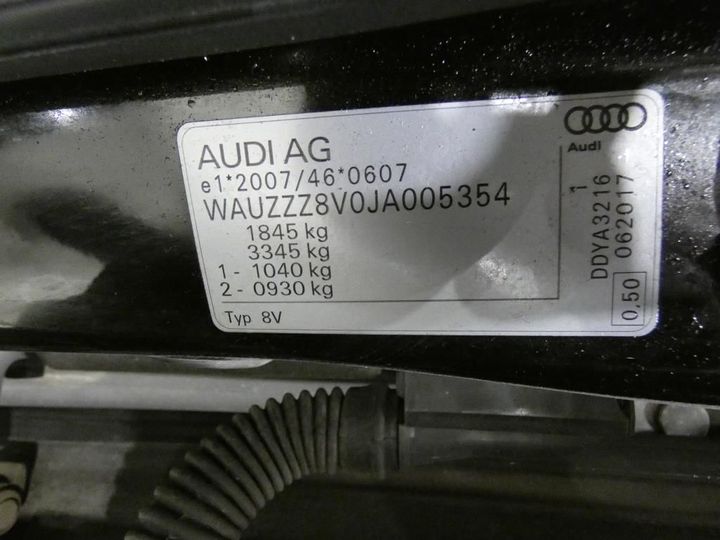 AUDI AG
e1*2007/46*0607
WAUZZZ8V0JA005354
1845 kg
3345 kg
1 - 1040 kg
2 - 0930 kg
Typ 8V
Audi
*1
DDYA3216
062017
0,50